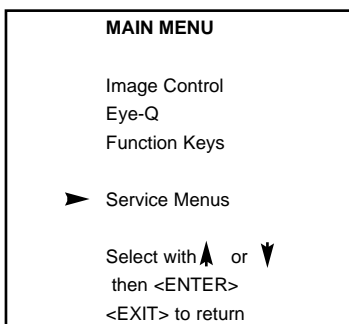 MAIN MENU
Image Control
Eye-Q
Function Keys
Service Menus
Select with or
then <ENTER>
<EXIT> to return